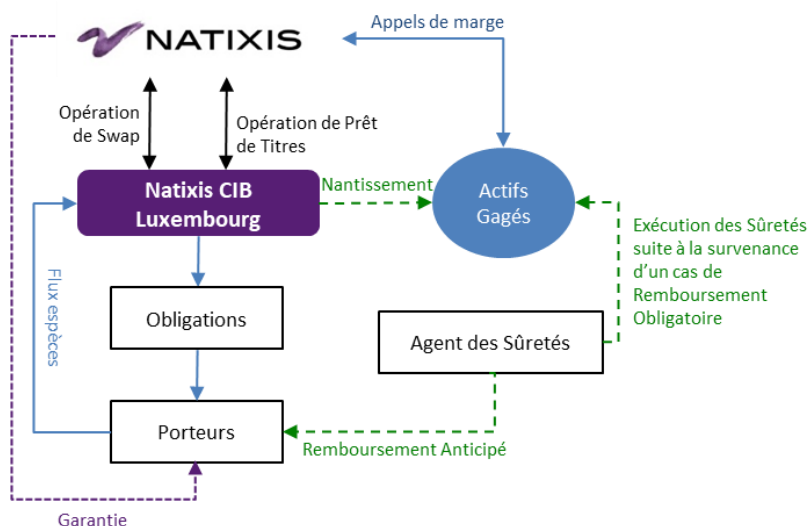 NATIXIS
Appels de marge
Opération
de Swap
Opération de Prêt
de Titres
Natixis CIB
Luxembourg
Nantissement
Actifs
Gagés
Exécution des Sûretés
suite à la survenance
d’un cas de
Remboursement
Obligatoire
Flux espèces
Obligations
Agent des Sûretés
Porteurs
Remboursement Anticipé
Garantie